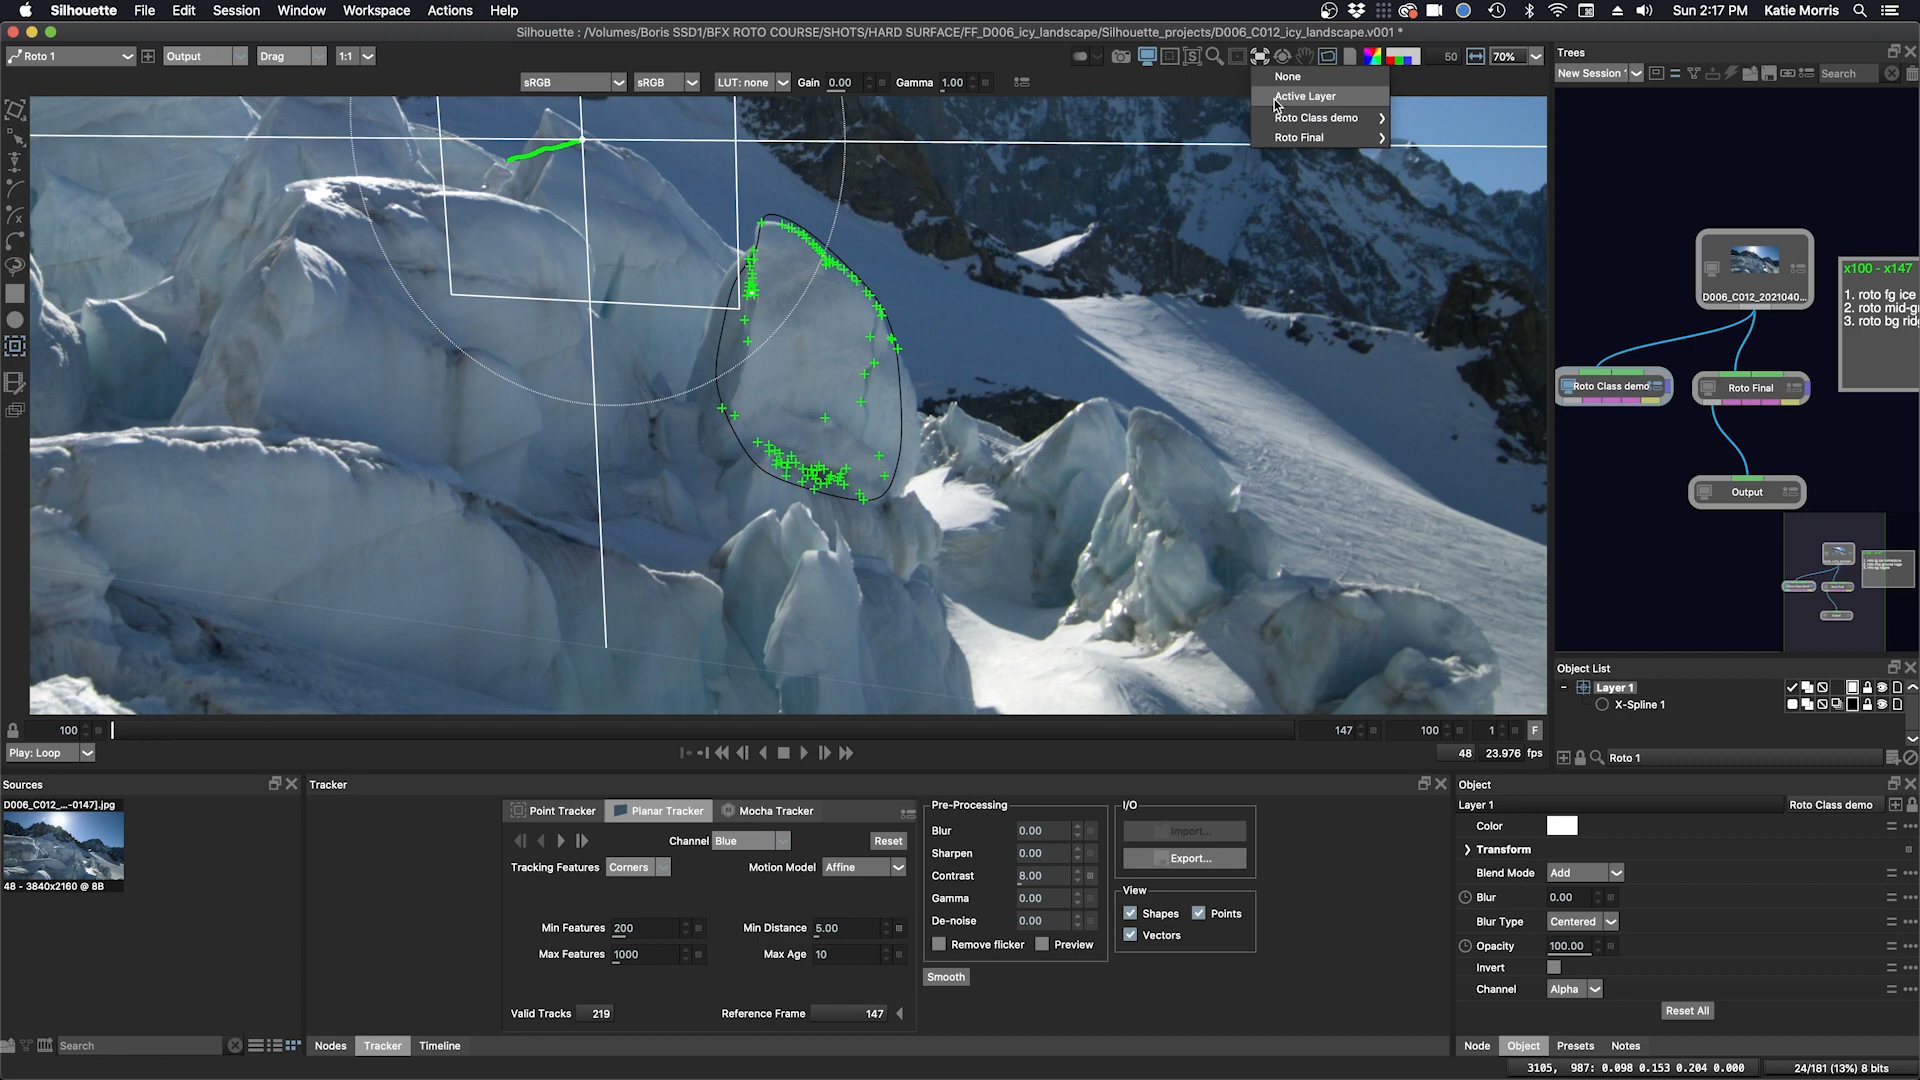 Silhouette File Edit Session Window Workspace Actions Help Sun 2:17 PM Katie Morris
Silhouette : /Volumes/Boris SSD1/BFX ROTO COURSE/SHOTS/HARD SURFACE/FF_D006_icy_landscape/Silhouette_projects/D006_C012_icy_landscape.v001 *
Roto 1 Output Drag 1:1 50 70%
sRGB sRGB LUT: none Gain 0.00 Gamma 1.00
None
Active Layer
Roto Class demo
Roto Final
Trees
New Session Search
D006_C012_2021040...
x100 - x147
1. roto fg ice
2. roto mid-g
3. roto bg ridg
Roto Class demo
Roto Final
Output
Object List
Layer 1
X-Spline 1
Roto 1
100 147 100 1 F
Play: Loop 48 23.976 fps
Sources
D006_C012_...-0147].jpg
48 - 3840x2160 @ 8B
Search
Tracker
Point Tracker Planar Tracker Mocha Tracker
Channel Blue Reset
Tracking Features Corners Motion Model Affine
Min Features 200 Min Distance 5.00
Max Features 1000 Max Age 10
Valid Tracks 219 Reference Frame 147
Pre-Processing
Blur 0.00
Sharpen 0.00
Contrast 8.00
Gamma 0.00
De-noise 0.00
Remove flicker Preview
Smooth
I/O
Import...
Export...
View
Shapes Points
Vectors
Nodes Tracker Timeline
Object
Layer 1 Roto Class demo
Color
Transform
Blend Mode Add
Blur 0.00
Blur Type Centered
Opacity 100.00
Invert
Channel Alpha
Reset All
Node Object Presets Notes
3105, 987: 0.098 0.153 0.204 0.000 24/181 (13%) 8 bits